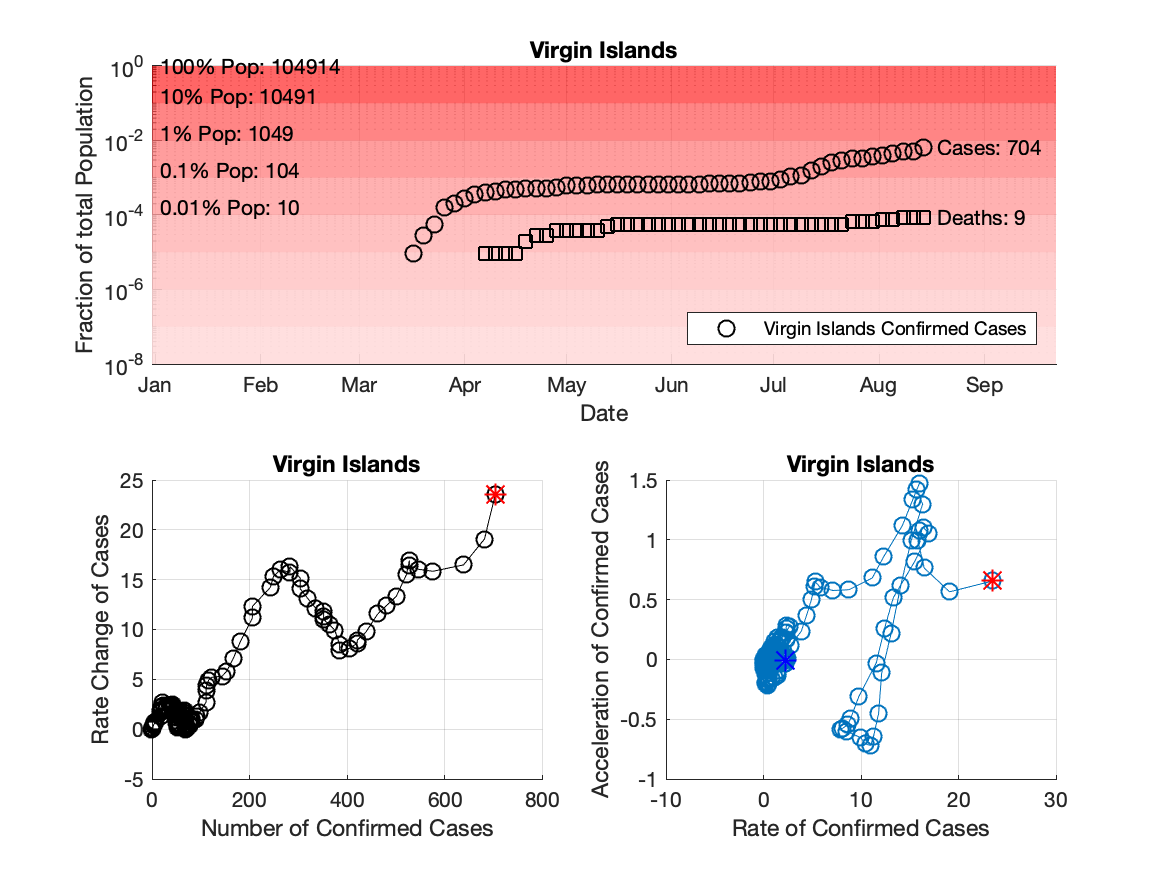 Virgin Islands
Fraction of total Population
10^0
10^-2
10^-4
10^-6
10^-8
100% Pop: 104914
10% Pop: 10491
1% Pop: 1049
0.1% Pop: 104
0.01% Pop: 10
Cases: 704
Deaths: 9
Virgin Islands Confirmed Cases
Jan Feb Mar Apr May Jun Jul Aug Sep
Date
Virgin Islands
Rate Change of Cases
25
20
15
10
5
0
-5
0 200 400 600 800
Number of Confirmed Cases
Virgin Islands
Acceleration of Confirmed Cases
1.5
1
0.5
0
-0.5
-1
-10 0 10 20 30
Rate of Confirmed Cases